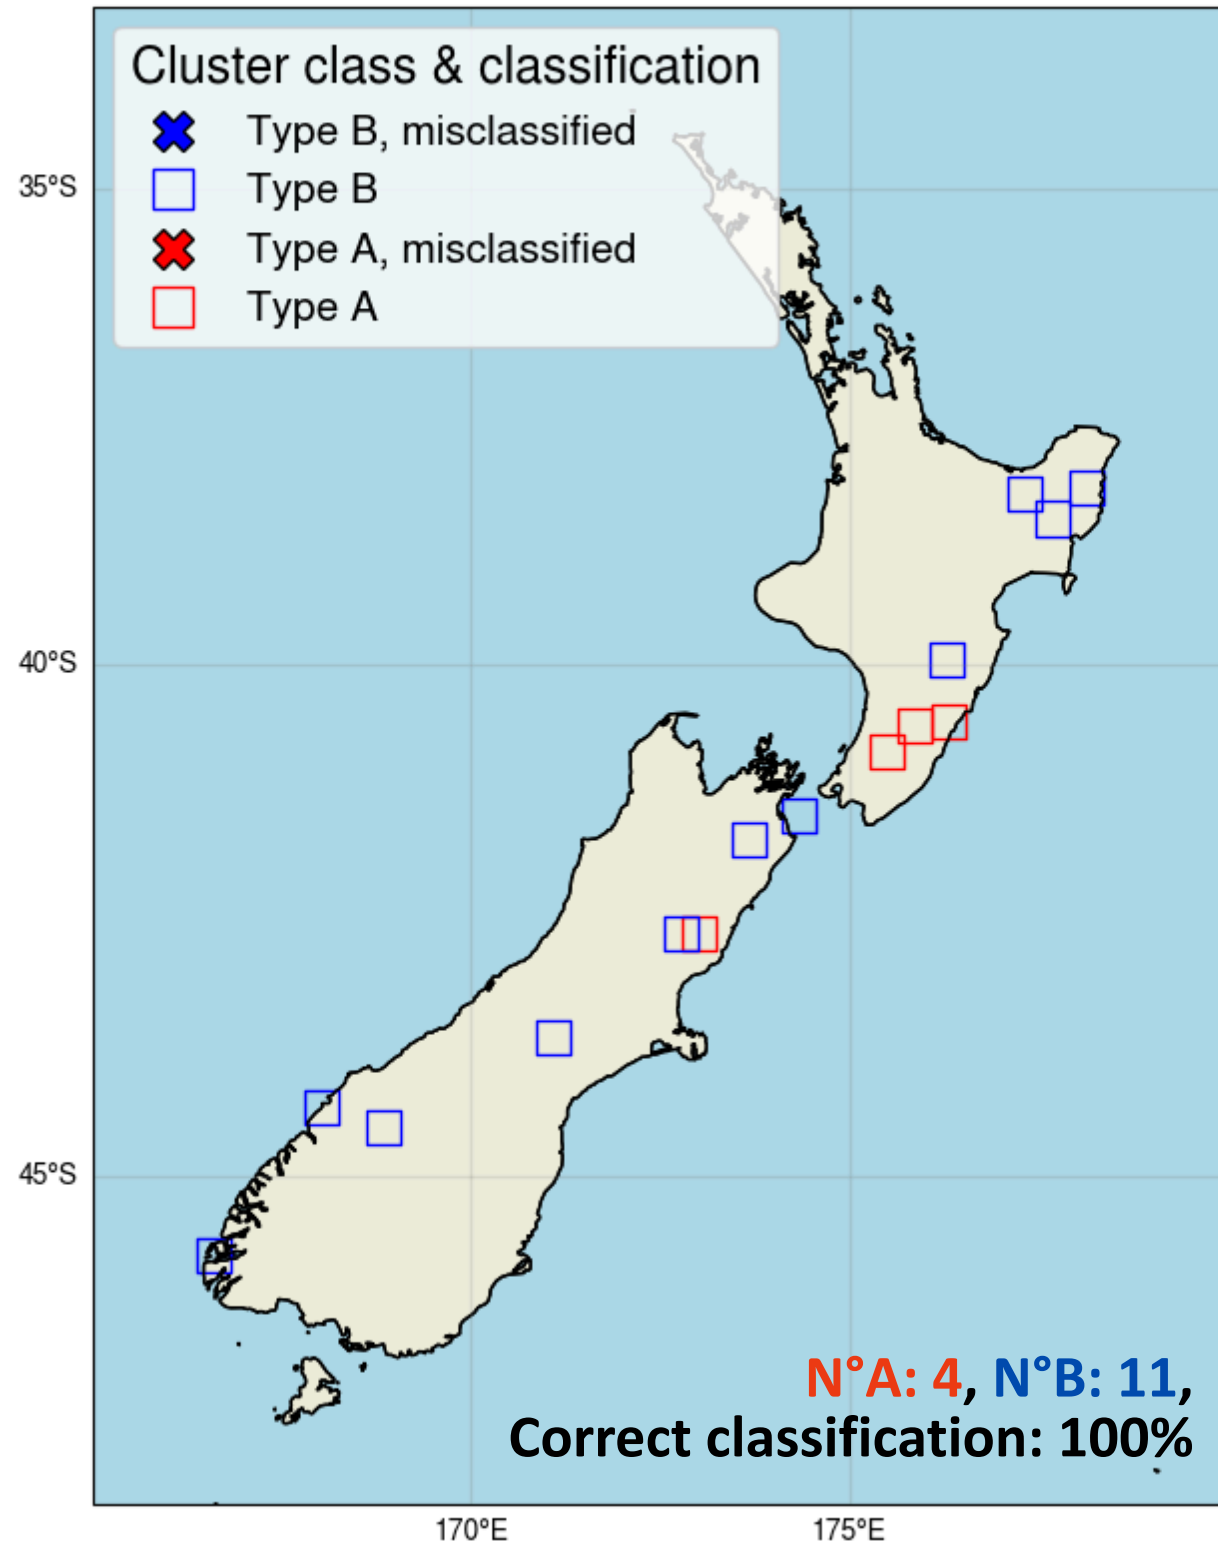 Cluster class & classification
Type B, misclassified
Type B
Type A, misclassified
Type A
35°S
40°S
45°S
N°A: 4, N°B: 11,
Correct classification: 100%
170°E
175°E